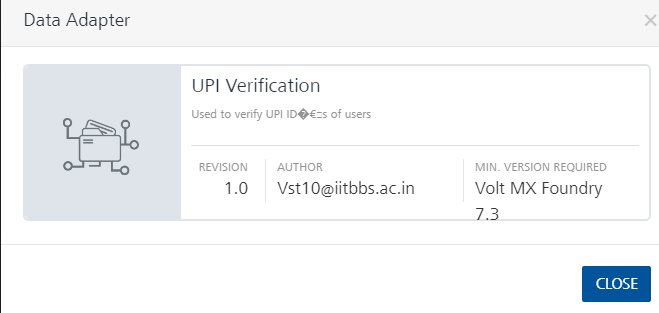 Data Adapter
×
UPI Verification
Used to verify UPI ID�€□s of users
REVISION AUTHOR MIN. VERSION REQUIRED
1.0 Vst10@iitbbs.ac.in Volt MX Foundry
7.3
CLOSE